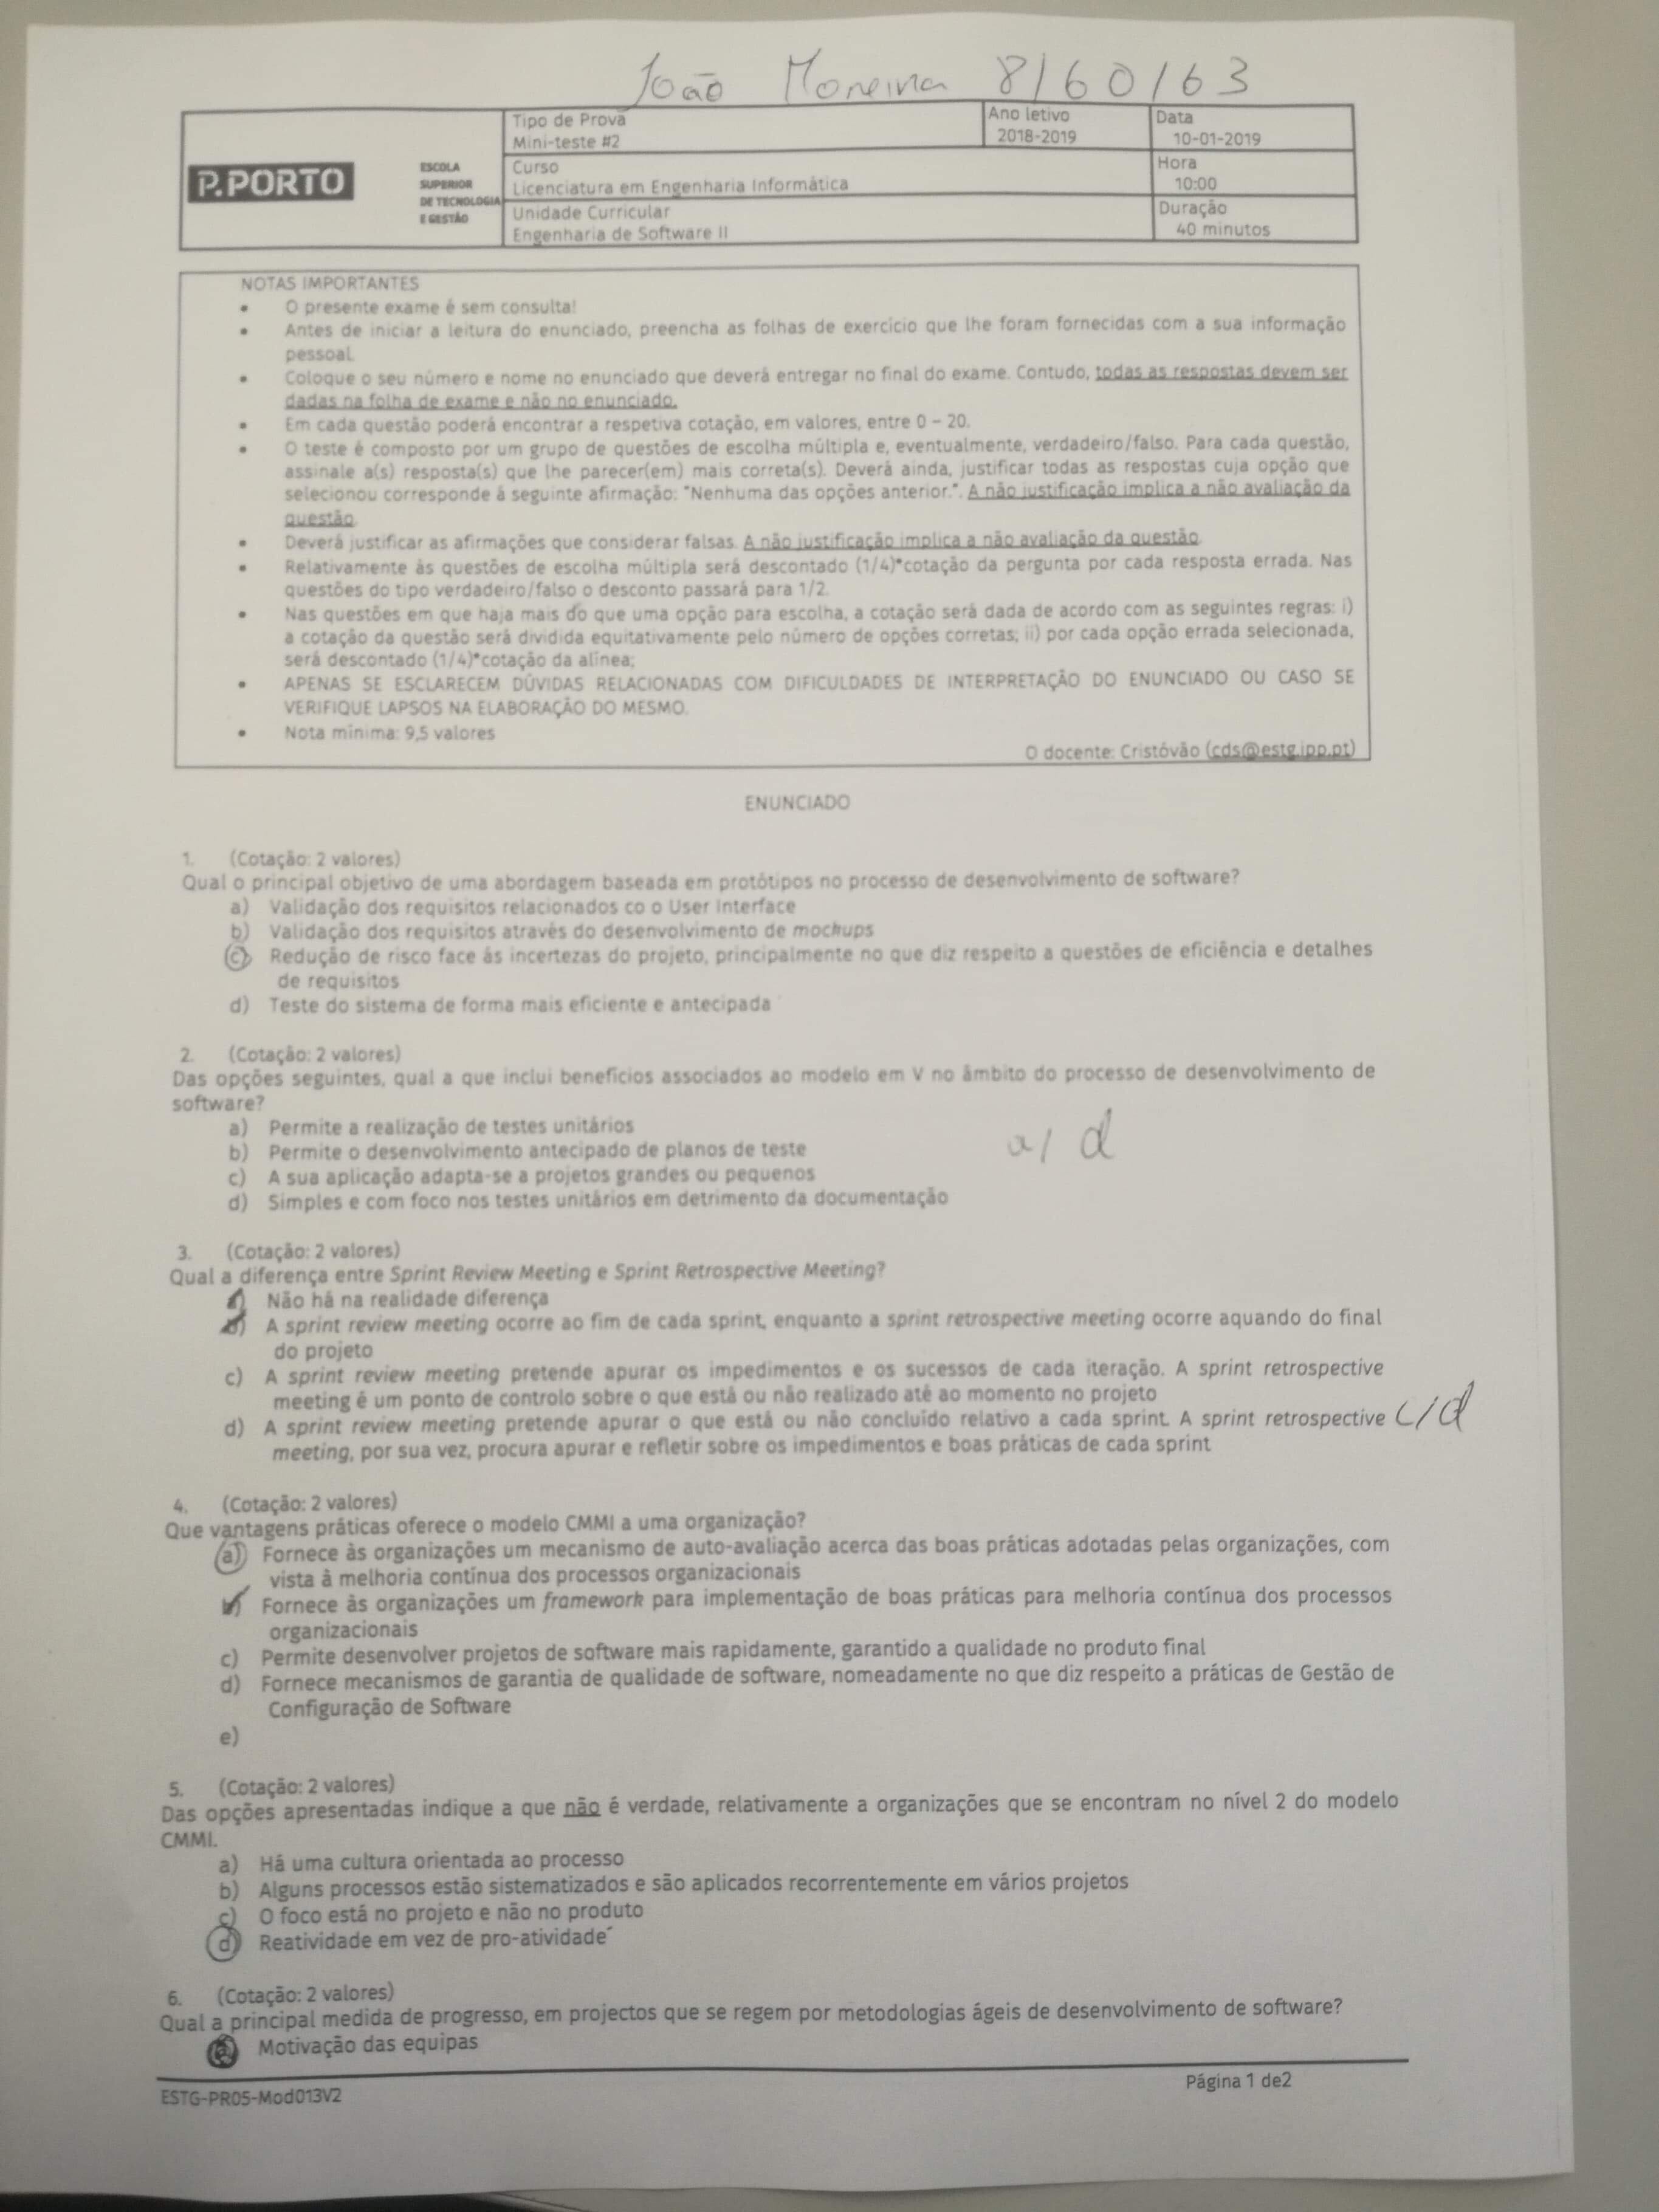 João Moreira 8160163
P.PORTO
ESCOLA
SUPERIOR
DE TECNOLOGIA
E GESTÃO
Tipo de Prova
Mini-teste #2
Ano letivo
2018-2019
Data
10-01-2019
Curso
Licenciatura em Engenharia Informática
Hora
10:00
Unidade Curricular
Engenharia de Software II
Duração
40 minutos
NOTAS IMPORTANTES
• O presente exame é sem consulta!
• Antes de iniciar a leitura do enunciado, preencha as folhas de exercício que lhe foram fornecidas com a sua informação
pessoal.
• Coloque o seu número e nome no enunciado que deverá entregar no final do exame. Contudo, todas as respostas devem ser
dadas na folha de exame e não no enunciado.
• Em cada questão poderá encontrar a respetiva cotação, em valores, entre 0 – 20.
• O teste é composto por um grupo de questões de escolha múltipla e, eventualmente, verdadeiro/falso. Para cada questão,
assinale a(s) resposta(s) que lhe parecer(em) mais correta(s). Deverá ainda, justificar todas as respostas cuja opção que
selecionou corresponde à seguinte afirmação: "Nenhuma das opções anterior.". A não justificação implica a não avaliação da
questão.
• Deverá justificar as afirmações que considerar falsas. A não justificação implica a não avaliação da questão.
• Relativamente às questões de escolha múltipla será descontado (1/4)*cotação da pergunta por cada resposta errada. Nas
questões do tipo verdadeiro/falso o desconto passará para 1/2.
• Nas questões em que haja mais do que uma opção para escolha, a cotação será dada de acordo com as seguintes regras: i)
a cotação da questão será dividida equitativamente pelo número de opções corretas; ii) por cada opção errada selecionada,
será descontado (1/4)*cotação da alínea;
• APENAS SE ESCLARECEM DÚVIDAS RELACIONADAS COM DIFICULDADES DE INTERPRETAÇÃO DO ENUNCIADO OU CASO SE
VERIFIQUE LAPSOS NA ELABORAÇÃO DO MESMO.
• Nota mínima: 9,5 valores
O docente: Cristóvão (cds@estg.ipp.pt)
ENUNCIADO
1. (Cotação: 2 valores)
Qual o principal objetivo de uma abordagem baseada em protótipos no processo de desenvolvimento de software?
a) Validação dos requisitos relacionados co o User Interface
b) Validação dos requisitos através do desenvolvimento de mockups
c) Redução de risco face ás incertezas do projeto, principalmente no que diz respeito a questões de eficiência e detalhes
de requisitos
d) Teste do sistema de forma mais eficiente e antecipada
2. (Cotação: 2 valores)
Das opções seguintes, qual a que inclui benefícios associados ao modelo em V no âmbito do processo de desenvolvimento de
software?
a) Permite a realização de testes unitários
b) Permite o desenvolvimento antecipado de planos de teste
a/ d
c) A sua aplicação adapta-se a projetos grandes ou pequenos
d) Simples e com foco nos testes unitários em detrimento da documentação
3. (Cotação: 2 valores)
Qual a diferença entre Sprint Review Meeting e Sprint Retrospective Meeting?
a) Não há na realidade diferença
b) A sprint review meeting ocorre ao fim de cada sprint, enquanto a sprint retrospective meeting ocorre aquando do final
do projeto
c) A sprint review meeting pretende apurar os impedimentos e os sucessos de cada iteração. A sprint retrospective
meeting é um ponto de controlo sobre o que está ou não realizado até ao momento no projeto
d) A sprint review meeting pretende apurar o que está ou não concluído relativo a cada sprint. A sprint retrospective
c/d
meeting, por sua vez, procura apurar e refletir sobre os impedimentos e boas práticas de cada sprint
4. (Cotação: 2 valores)
Que vantagens práticas oferece o modelo CMMI a uma organização?
a) Fornece às organizações um mecanismo de auto-avaliação acerca das boas práticas adotadas pelas organizações, com
vista à melhoria contínua dos processos organizacionais
b) Fornece às organizações um framework para implementação de boas práticas para melhoria contínua dos processos
organizacionais
c) Permite desenvolver projetos de software mais rapidamente, garantido a qualidade no produto final
d) Fornece mecanismos de garantia de qualidade de software, nomeadamente no que diz respeito a práticas de Gestão de
Configuração de Software
e)
5. (Cotação: 2 valores)
Das opções apresentadas indique a que não é verdade, relativamente a organizações que se encontram no nível 2 do modelo
CMMI.
a) Há uma cultura orientada ao processo
b) Alguns processos estão sistematizados e são aplicados recorrentemente em vários projetos
c) O foco está no projeto e não no produto
d) Reatividade em vez de pro-atividade
6. (Cotação: 2 valores)
Qual a principal medida de progresso, em projectos que se regem por metodologias ágeis de desenvolvimento de software?
a) Motivação das equipas
ESTG-PR05-Mod013V2
Página 1 de2